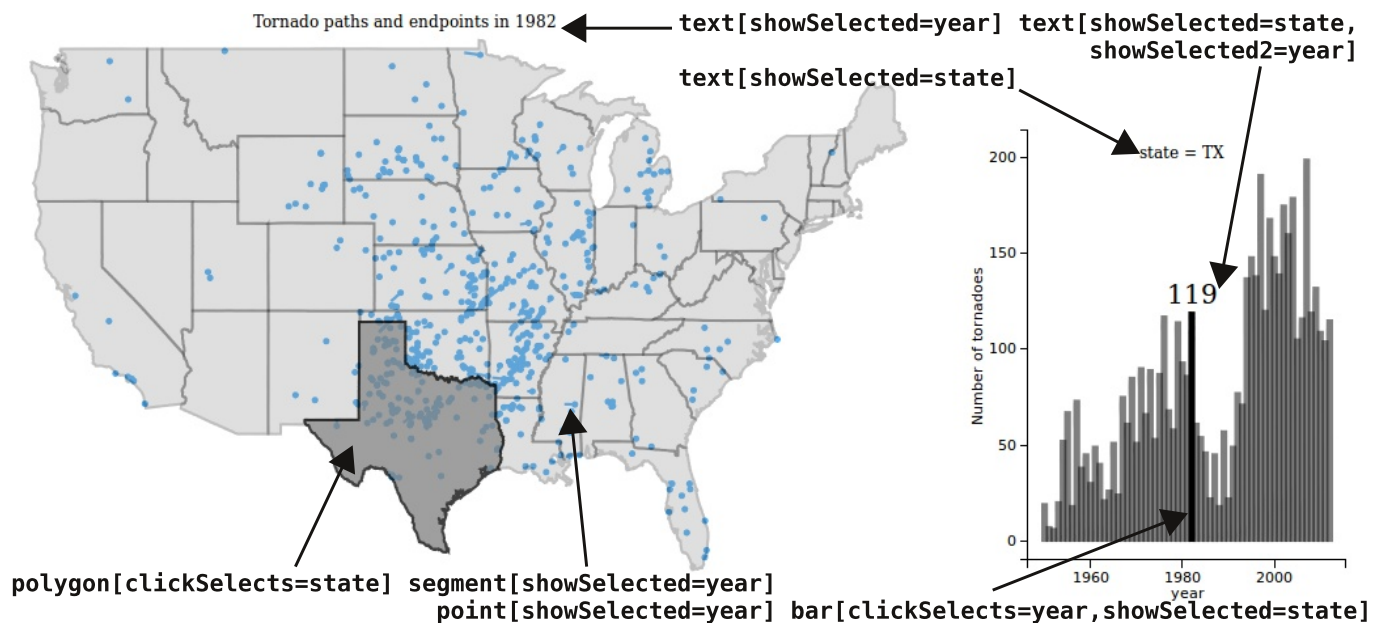 Tornado paths and endpoints in 1982
text[showSelected=year]
text[showSelected=state,
showSelected2=year]
text[showSelected=state]
state = TX
200
150
100
50
0
Number of tornadoes
119
1960
1980
2000
year
polygon[clickSelects=state]
segment[showSelected=year]
point[showSelected=year]
bar[clickSelects=year,showSelected=state]